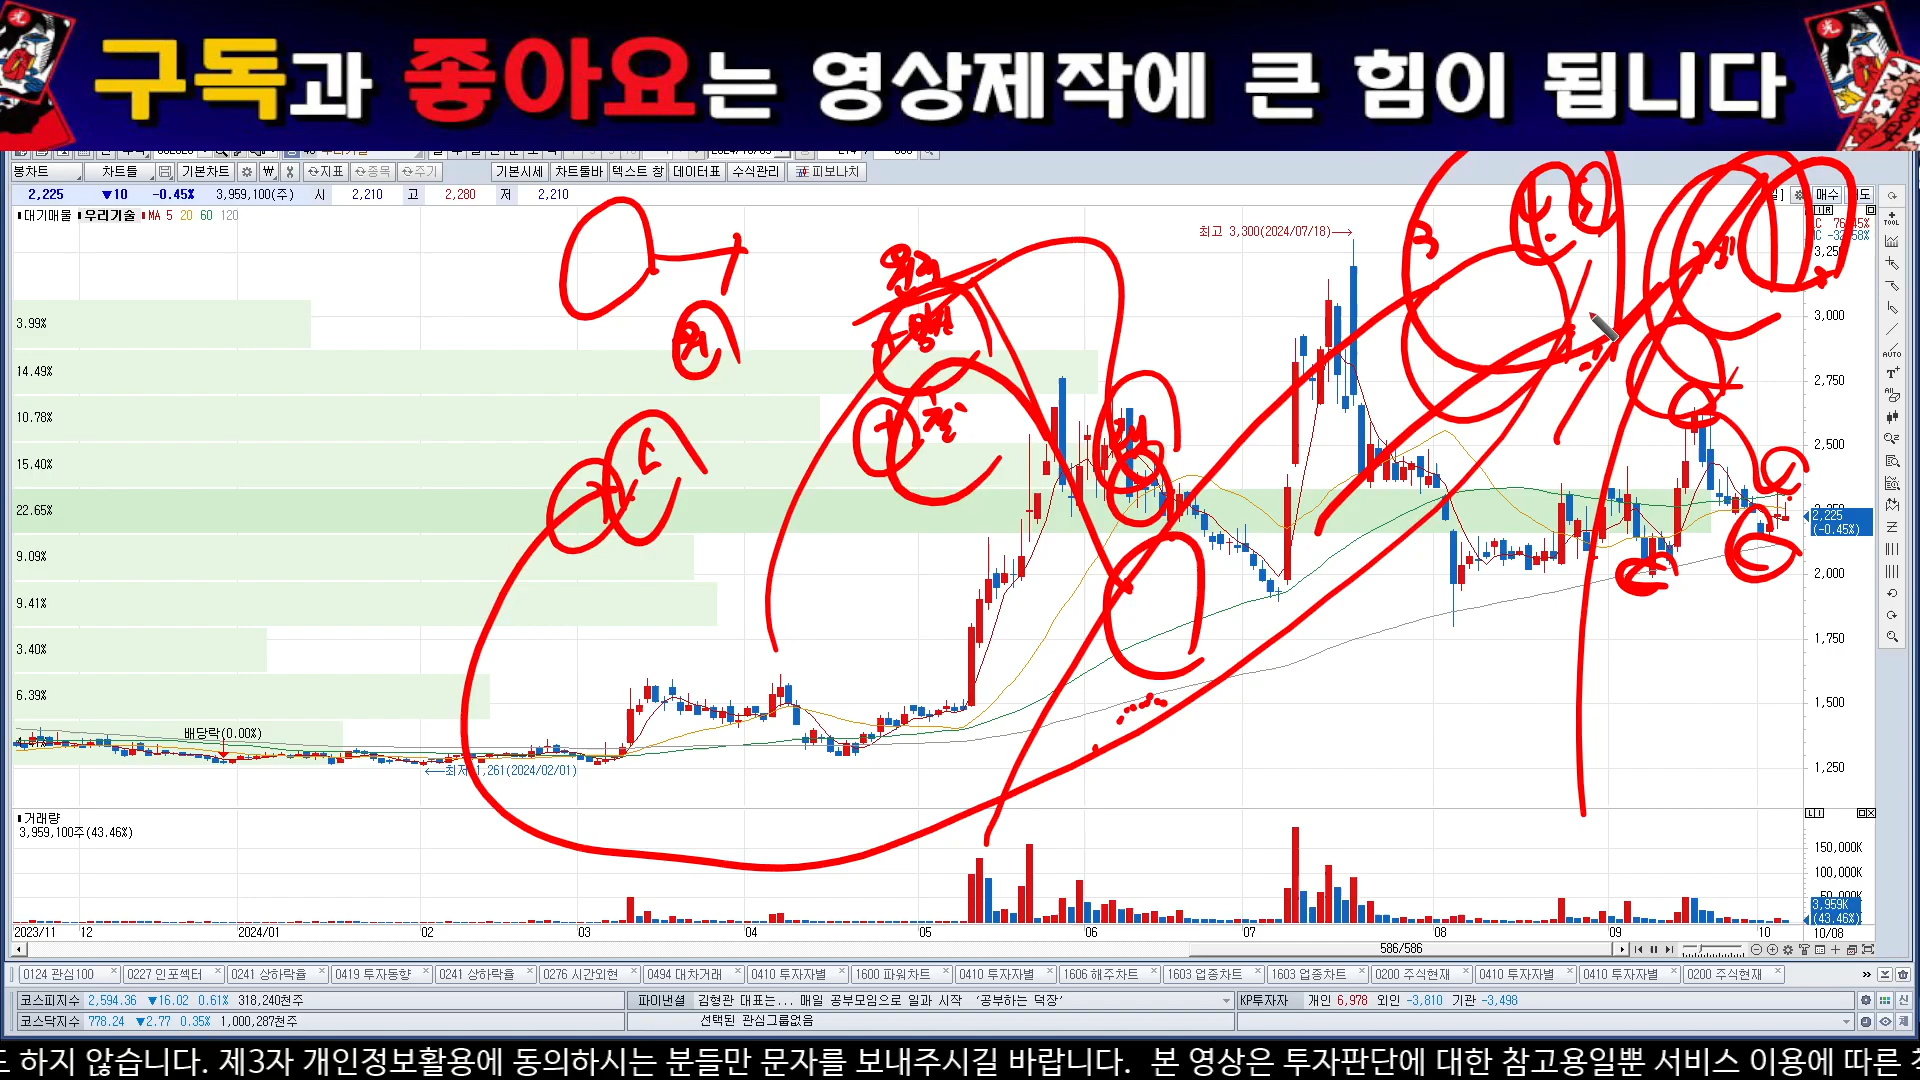 구독과 좋아요는 영상제작에 큰 힘이 됩니다
봉차트 차트툴 기본차트 지표 종목 주기 기본시세 차트툴바 텍스트 창 데이터표 수식관리 피보나치
2,225 ▼10 -0.45% 3,959,100(주) 시 2,210 고 2,280 저 2,210 매수
대기매물 우리기술 MA 5 20 60 120
최고 3,300(2024/07/18)
3.99%
14.49%
10.78%
15.40%
22.65%
9.09%
9.41%
3.40%
6.39%
배당락(0.00%)
최저 1,261(2024/02/01)
3,000
2,750
2,500
2,225
(-0.45%)
2,000
1,750
1,500
1,250
거래량
3,959,100주(43.46%)
150,000K
100,000K
50,000K
3,959K
(43.46%)
2023/11 12 2024/01 02 03 04 05 06 07 08 09 10 10/08
586/586
0124 관심100 0227 인포섹터 0241 상하락율 0419 투자동향 0241 상하락율 0276 시간외현 0494 대차거래 0410 투자자별 1600 파워차트 0410 투자자별 1606 해주차트 1603 업종차트 1603 업종차트 0200 주식현재 0410 투자자별 0410 투자자별 0200 주식현재
코스피지수 2,594.36 ▼16.02 0.61% 318,240천주 파이낸셜 김형관 대표는... 매일 공부모임으로 일과 시작 ‘공부하는 덕장’ KP투자자 개인 6,978 외인 -3,810 기관 -3,498
코스닥지수 778.24 ▼2.77 0.35% 1,000,287천주 선택된 관심그룹없음
하지 않습니다. 제3자 개인정보활용에 동의하시는 분들만 문자를 보내주시길 바랍니다. 본 영상은 투자판단에 대한 참고용일뿐 서비스 이용에 따른